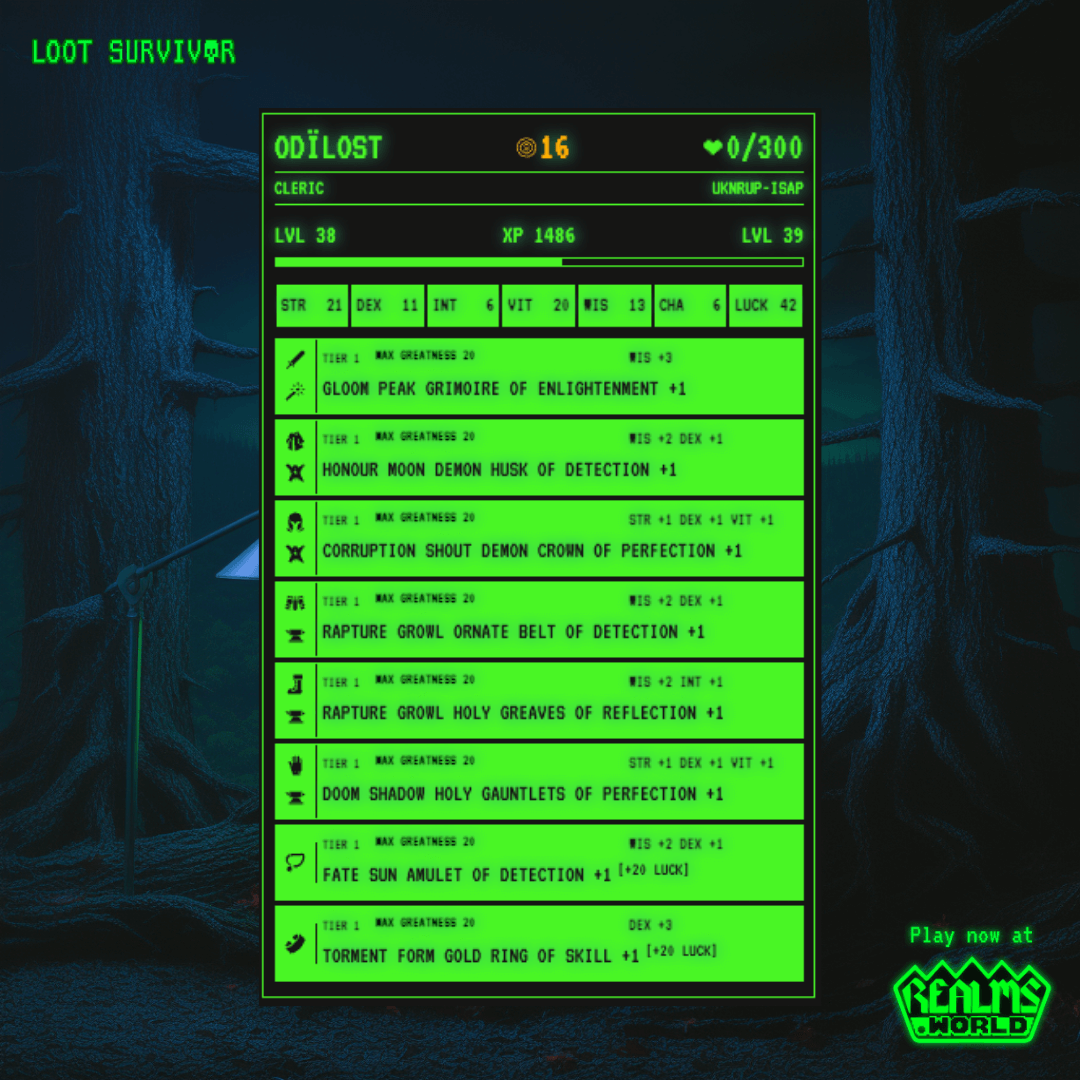 LOOT SURVIVOR
ODÏLOST 16 0/300
CLERIC UKNRUP-ISAP
LVL 38 XP 1486 LVL 39
STR 21 DEX 11 INT 6 VIT 20 WIS 13 CHA 6 LUCK 42
TIER 1 MAX GREATNESS 20 WIS +3
GLOOM PEAK GRIMOIRE OF ENLIGHTENMENT +1
TIER 1 MAX GREATNESS 20 WIS +2 DEX +1
HONOUR MOON DEMON HUSK OF DETECTION +1
TIER 1 MAX GREATNESS 20 STR +1 DEX +1 VIT +1
CORRUPTION SHOUT DEMON CROWN OF PERFECTION +1
TIER 1 MAX GREATNESS 20 WIS +2 DEX +1
RAPTURE GROWL ORNATE BELT OF DETECTION +1
TIER 1 MAX GREATNESS 20 WIS +2 INT +1
RAPTURE GROWL HOLY GREAVES OF REFLECTION +1
TIER 1 MAX GREATNESS 20 STR +1 DEX +1 VIT +1
DOOM SHADOW HOLY GAUNTLETS OF PERFECTION +1
TIER 1 MAX GREATNESS 20 WIS +2 DEX +1
FATE SUN AMULET OF DETECTION +1 [+20 LUCK]
TIER 1 MAX GREATNESS 20 DEX +3
TORMENT FORM GOLD RING OF SKILL +1 [+20 LUCK]
Play now at
REALMS
.WORLD